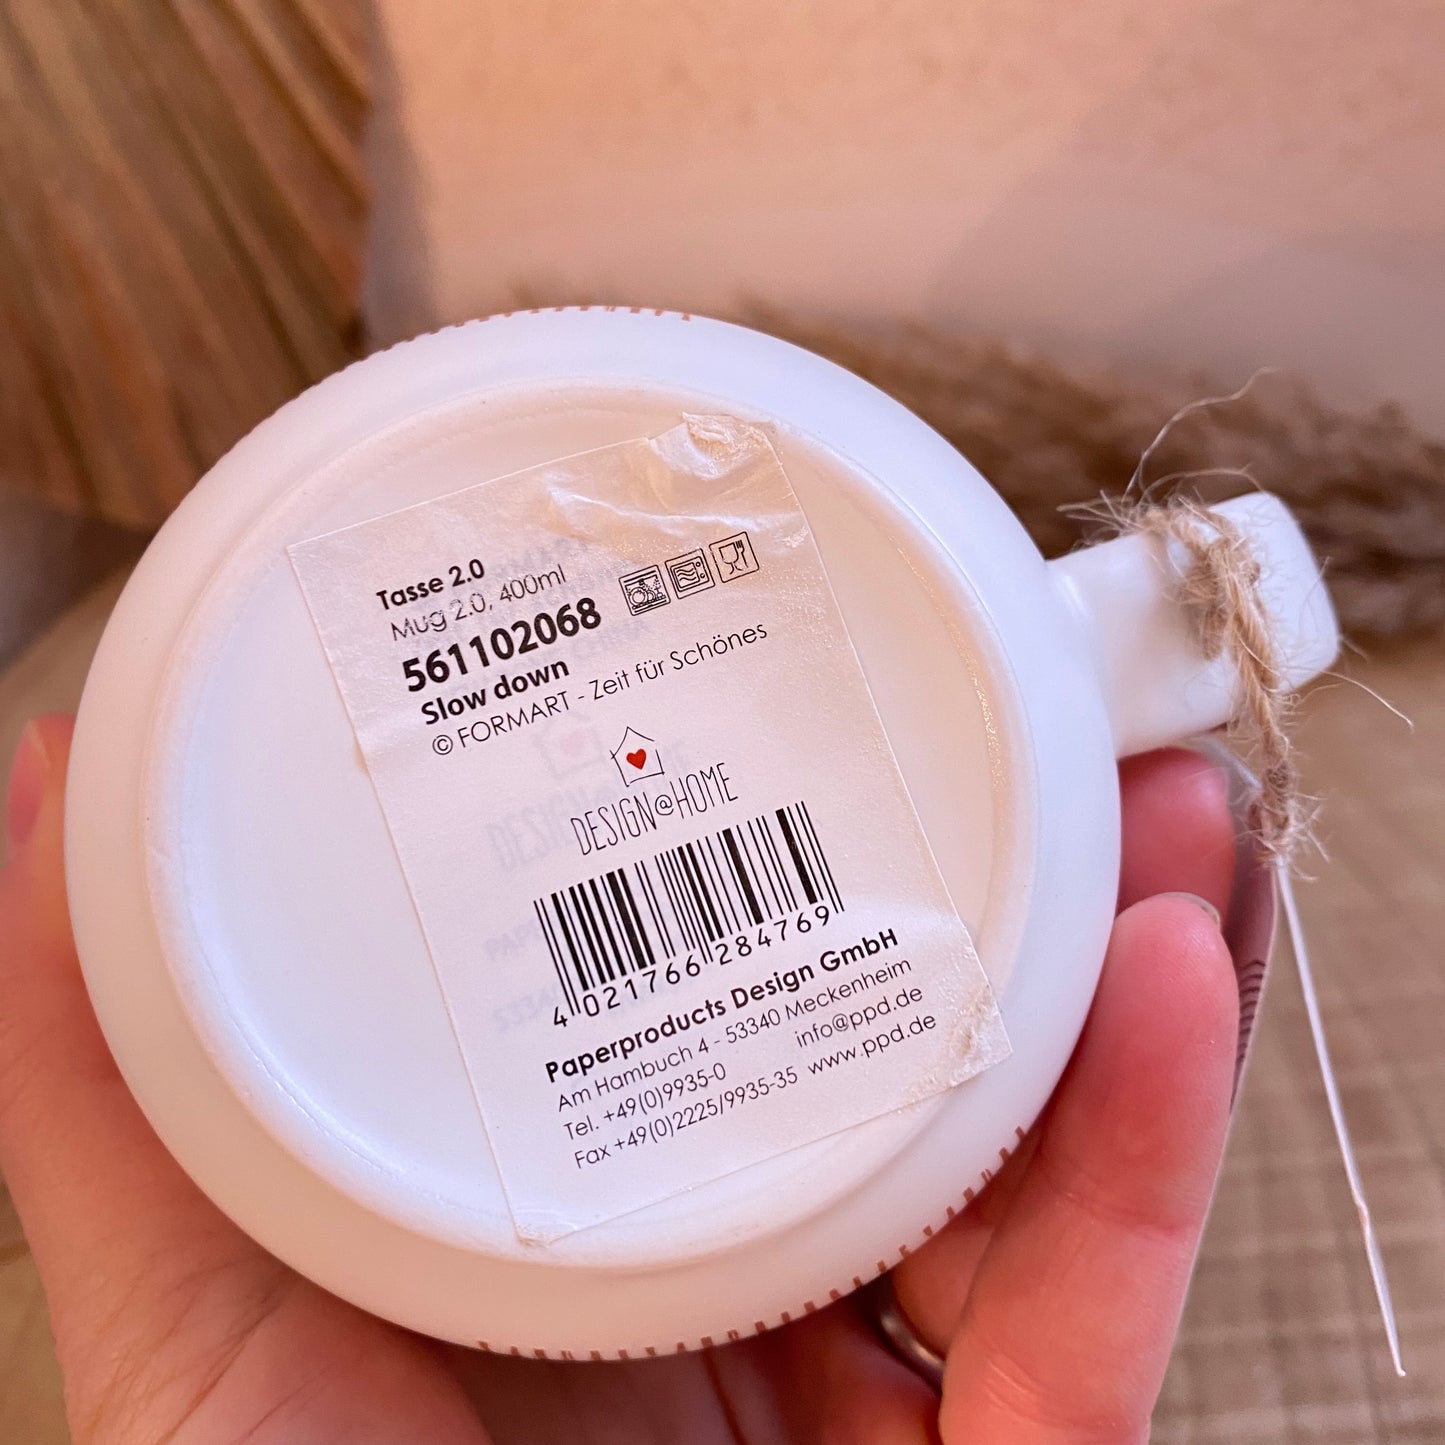 Tasse 2.0
Mug 2.0, 400ml
561102068
Slow down
© FORMART - Zeit für Schönes
DESIGN@HOME
4 021766 284769
Paperproducts Design GmbH
Am Hambuch 4 - 53340 Meckenheim
Tel. +49(0)9935-0 info@ppd.de
Fax +49(0)2225/9935-35 www.ppd.de